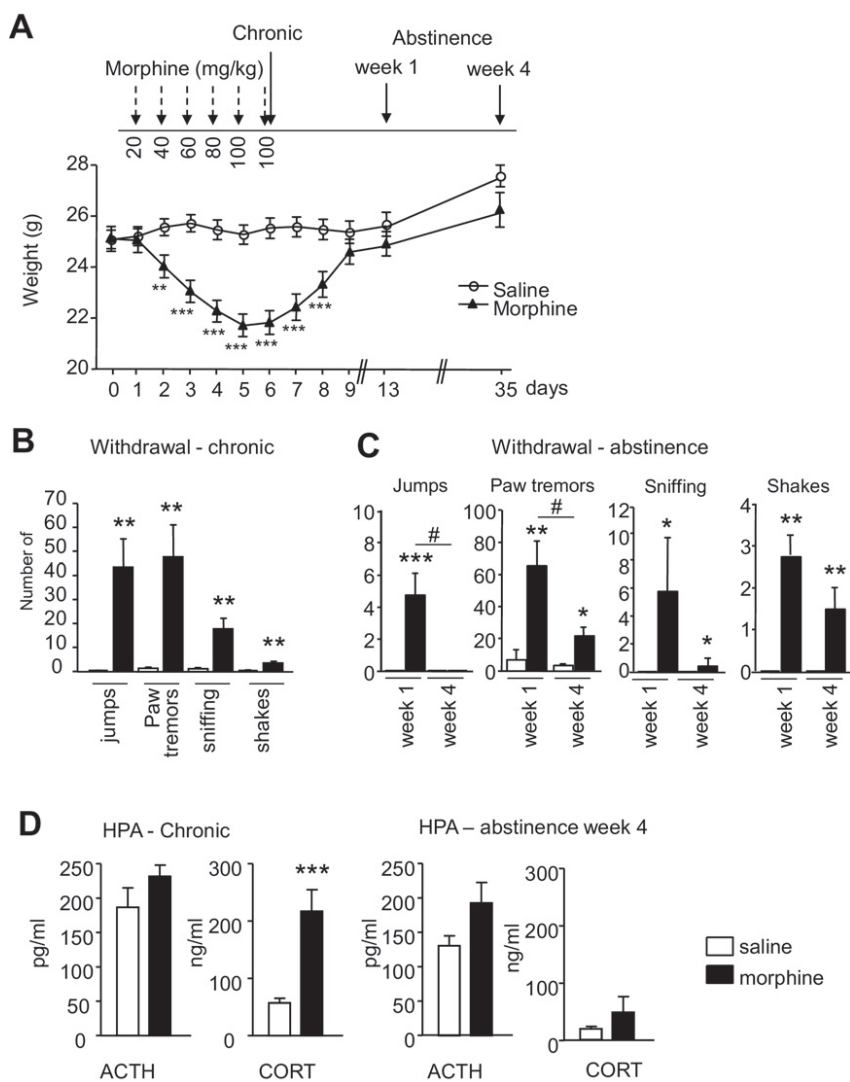 A
Chronic
Abstinence
Morphine (mg/kg)
week 1
week 4
20
40
60
80
100
100
28
26
24
22
20
Weight (g)
Saline
Morphine
**
***
***
***
***
***
***
0 1 2 3 4 5 6 7 8 9 13 35 days
B
Withdrawal - chronic
70
60
50
40
30
20
10
0
Number of
**
**
**
**
jumps
Paw tremors
sniffing
shakes
C
Withdrawal - abstinence
Jumps
10
8
6
4
2
0
***
#
week 1
week 4
Paw tremors
100
80
60
40
20
0
**
#
*
week 1
week 4
Sniffing
12
10
8
6
4
2
0
*
*
week 1
week 4
Shakes
4
3
2
1
0
**
**
week 1
week 4
D
HPA - Chronic
250
200
150
100
50
0
pg/ml
ACTH
300
200
100
0
ng/ml
***
CORT
HPA – abstinence week 4
250
200
150
100
50
0
pg/ml
ACTH
300
200
100
0
ng/ml
CORT
saline
morphine